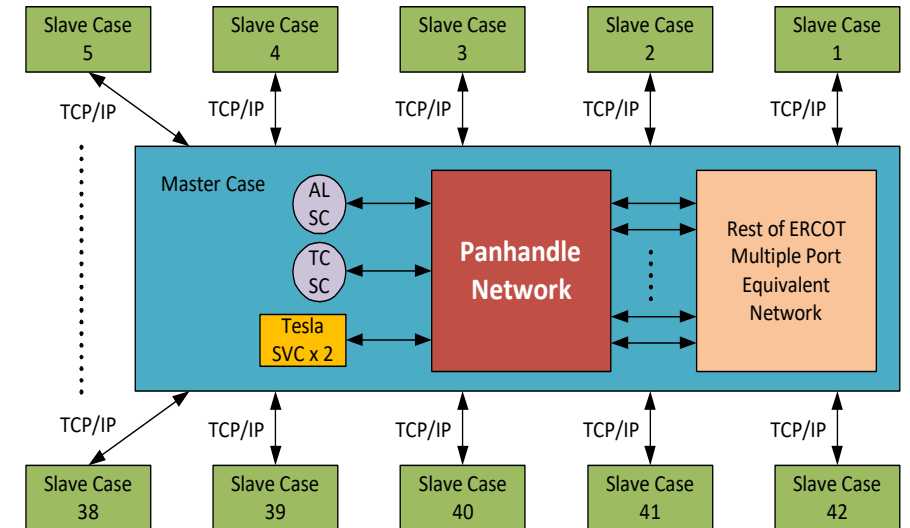 Slave Case
5
Slave Case
4
Slave Case
3
Slave Case
2
Slave Case
1
TCP/IP
TCP/IP
TCP/IP
TCP/IP
TCP/IP
Master Case
AL
SC
TC
SC
Tesla
SVC x 2
Panhandle
Network
Rest of ERCOT
Multiple Port
Equivalent
Network
TCP/IP
TCP/IP
TCP/IP
TCP/IP
TCP/IP
Slave Case
38
Slave Case
39
Slave Case
40
Slave Case
41
Slave Case
42